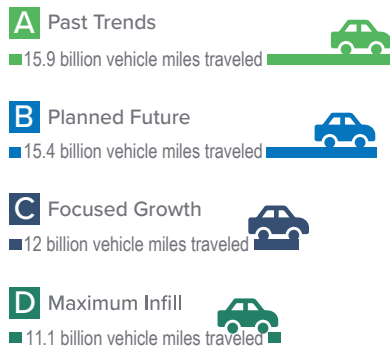 A Past Trends
15.9 billion vehicle miles traveled
B Planned Future
15.4 billion vehicle miles traveled
C Focused Growth
12 billion vehicle miles traveled
D Maximum Infill
11.1 billion vehicle miles traveled